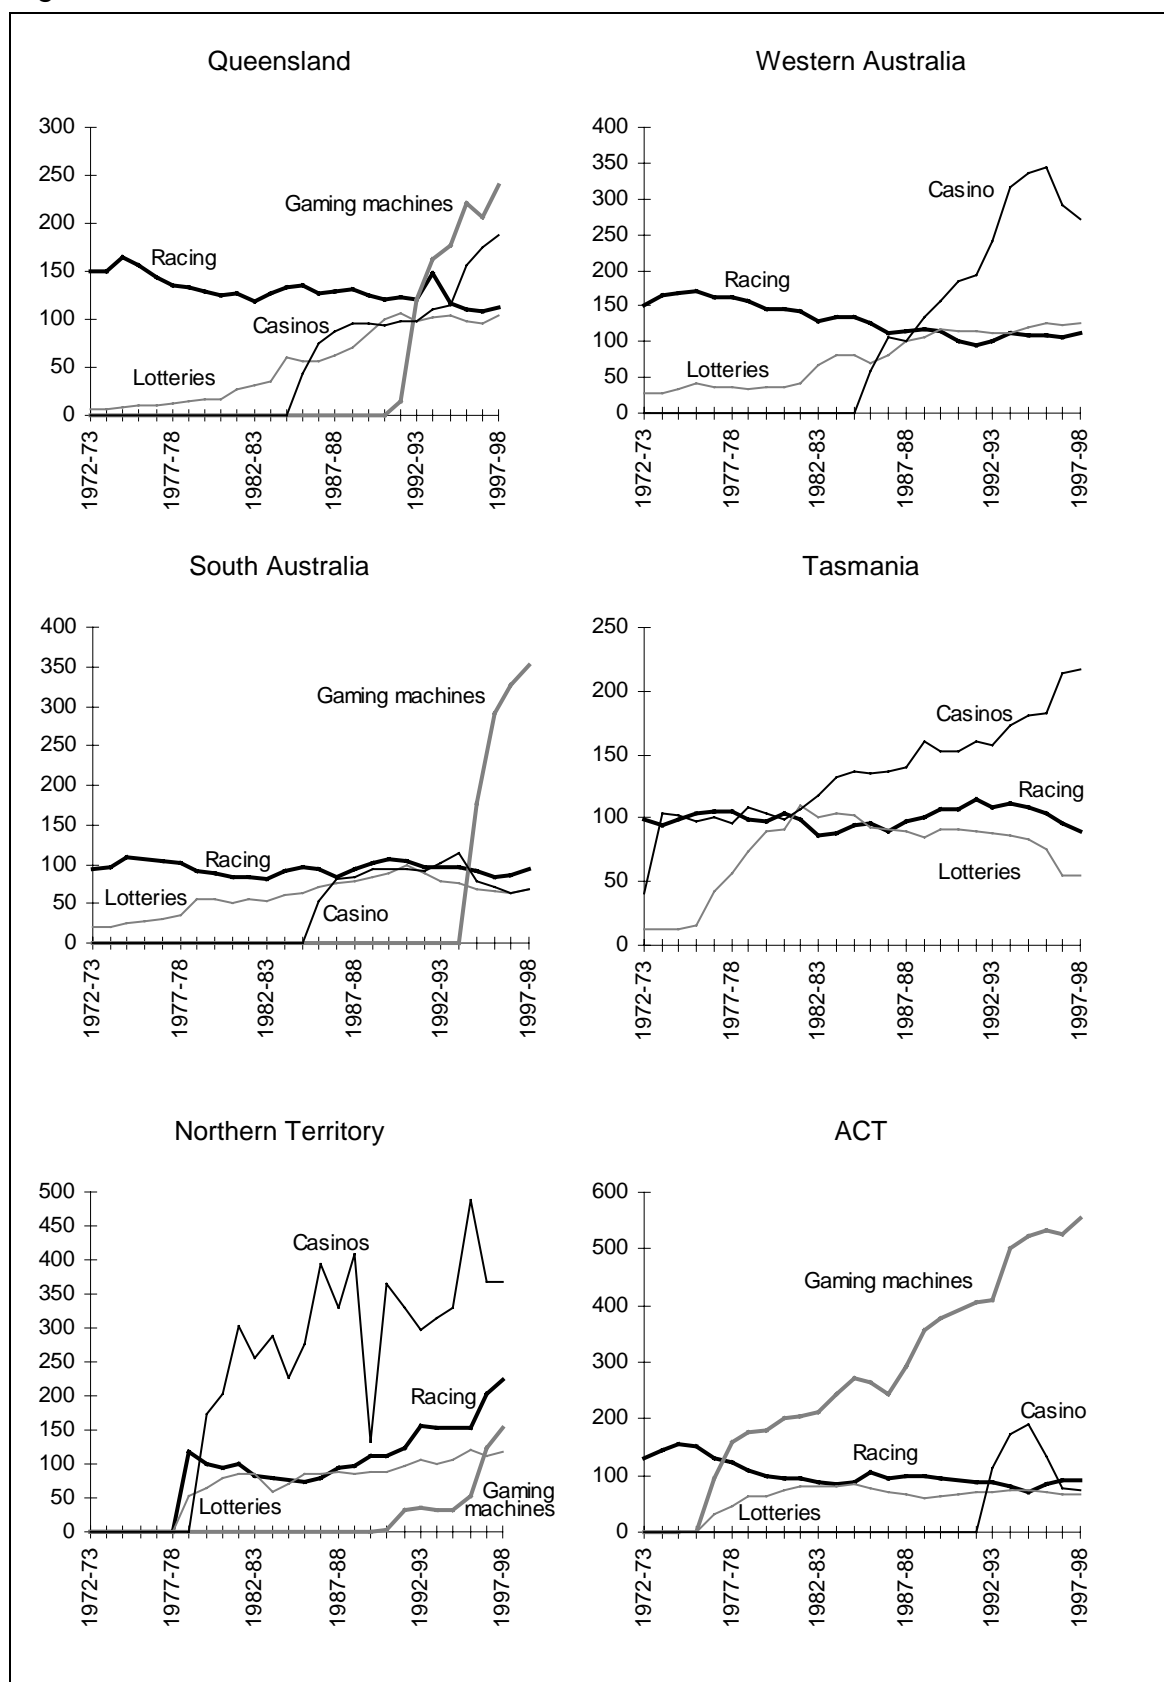 Queensland
300
250
200
150
100
50
0
Gaming machines
Racing
Casinos
Lotteries
1972-73
1977-78
1982-83
1987-88
1992-93
1997-98
Western Australia
400
350
300
250
200
150
100
50
0
Casino
Racing
Lotteries
1972-73
1977-78
1982-83
1987-88
1992-93
1997-98
South Australia
400
350
300
250
200
150
100
50
0
Gaming machines
Racing
Lotteries
Casino
1972-73
1977-78
1982-83
1987-88
1992-93
1997-98
Tasmania
250
200
150
100
50
0
Casinos
Racing
Lotteries
1972-73
1977-78
1982-83
1987-88
1992-93
1997-98
Northern Territory
500
450
400
350
300
250
200
150
100
50
0
Casinos
Racing
Lotteries
Gaming
machines
1972-73
1977-78
1982-83
1987-88
1992-93
1997-98
ACT
600
500
400
300
200
100
0
Gaming machines
Casino
Racing
Lotteries
1972-73
1977-78
1982-83
1987-88
1992-93
1997-98